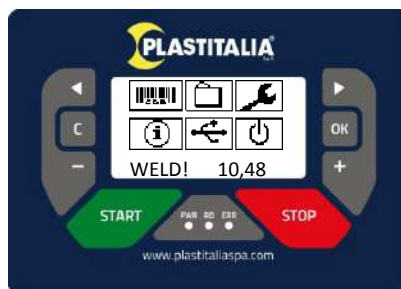 PLASTITALIA
C
OK
-
+
WELD! 10,48
START
PWR RD ERR
STOP
www.plastitaliaspa.com